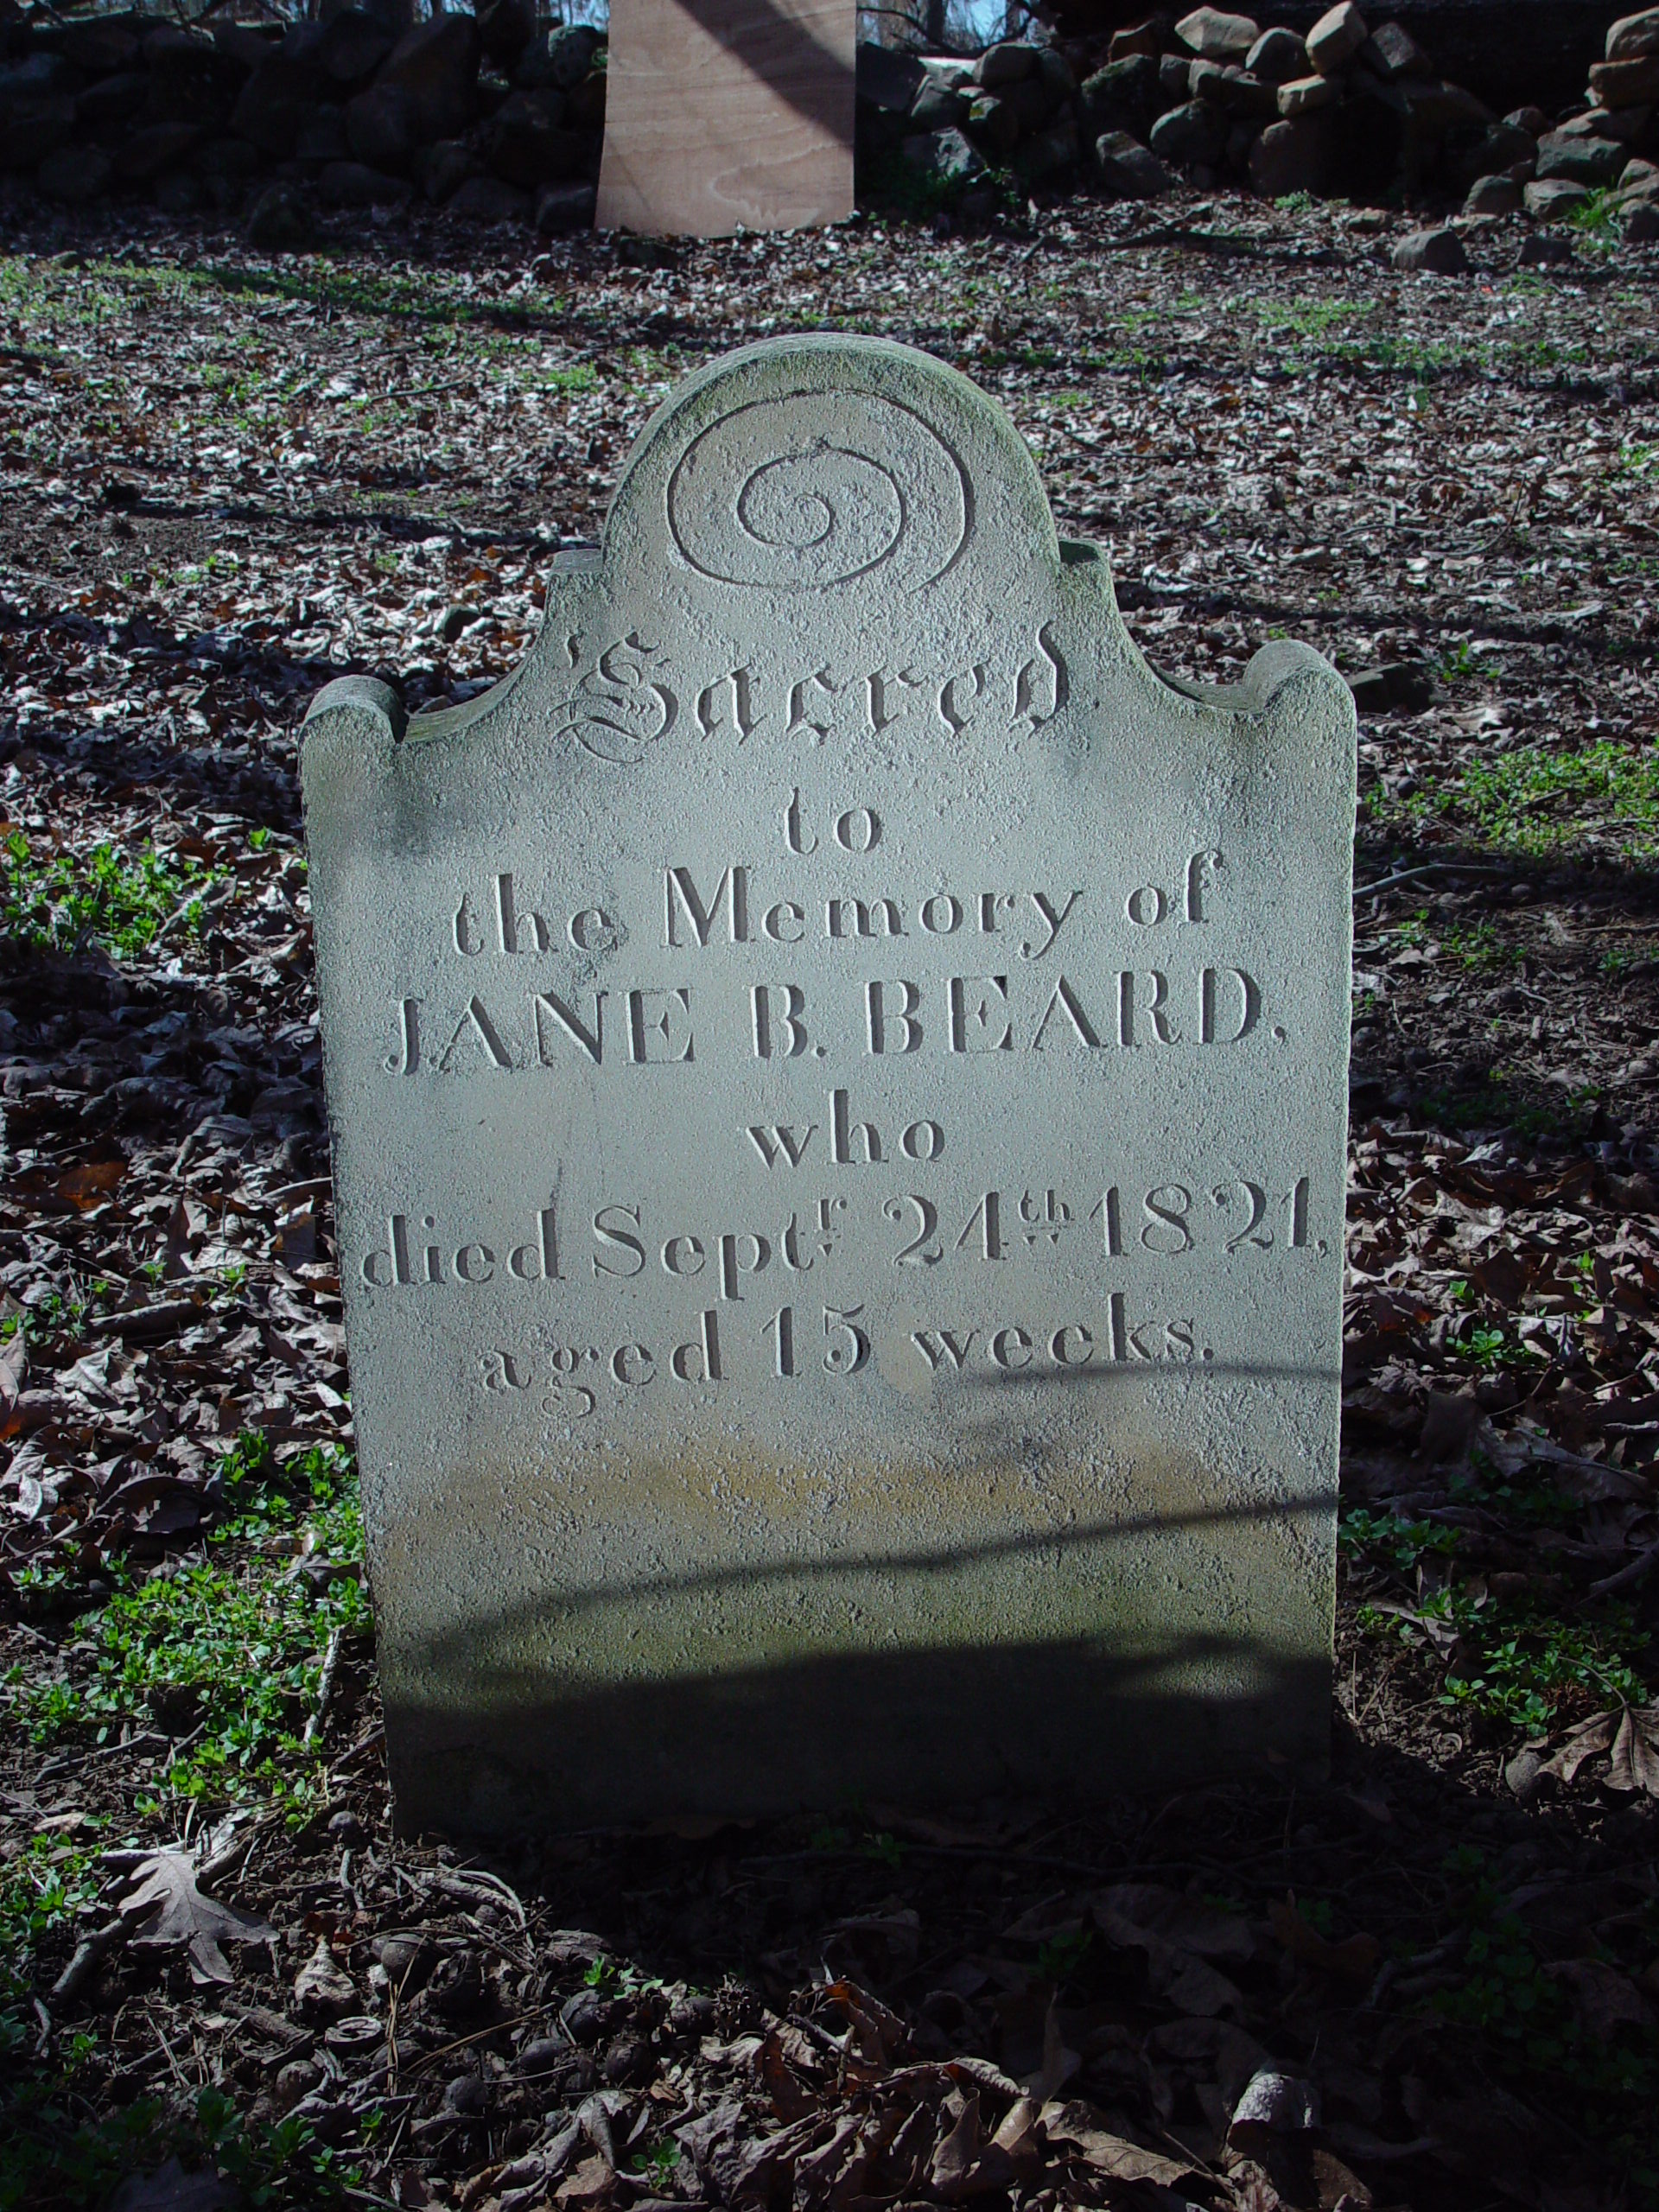 Sacred
to
the Memory of
JANE B. BEARD.
who
died Septr 24th 1821,
aged 15 weeks.